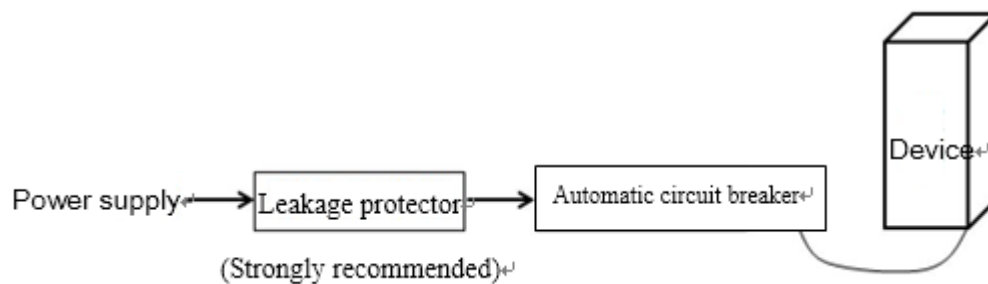 Device
Power supply
Leakage protector
Automatic circuit breaker
(Strongly recommended)